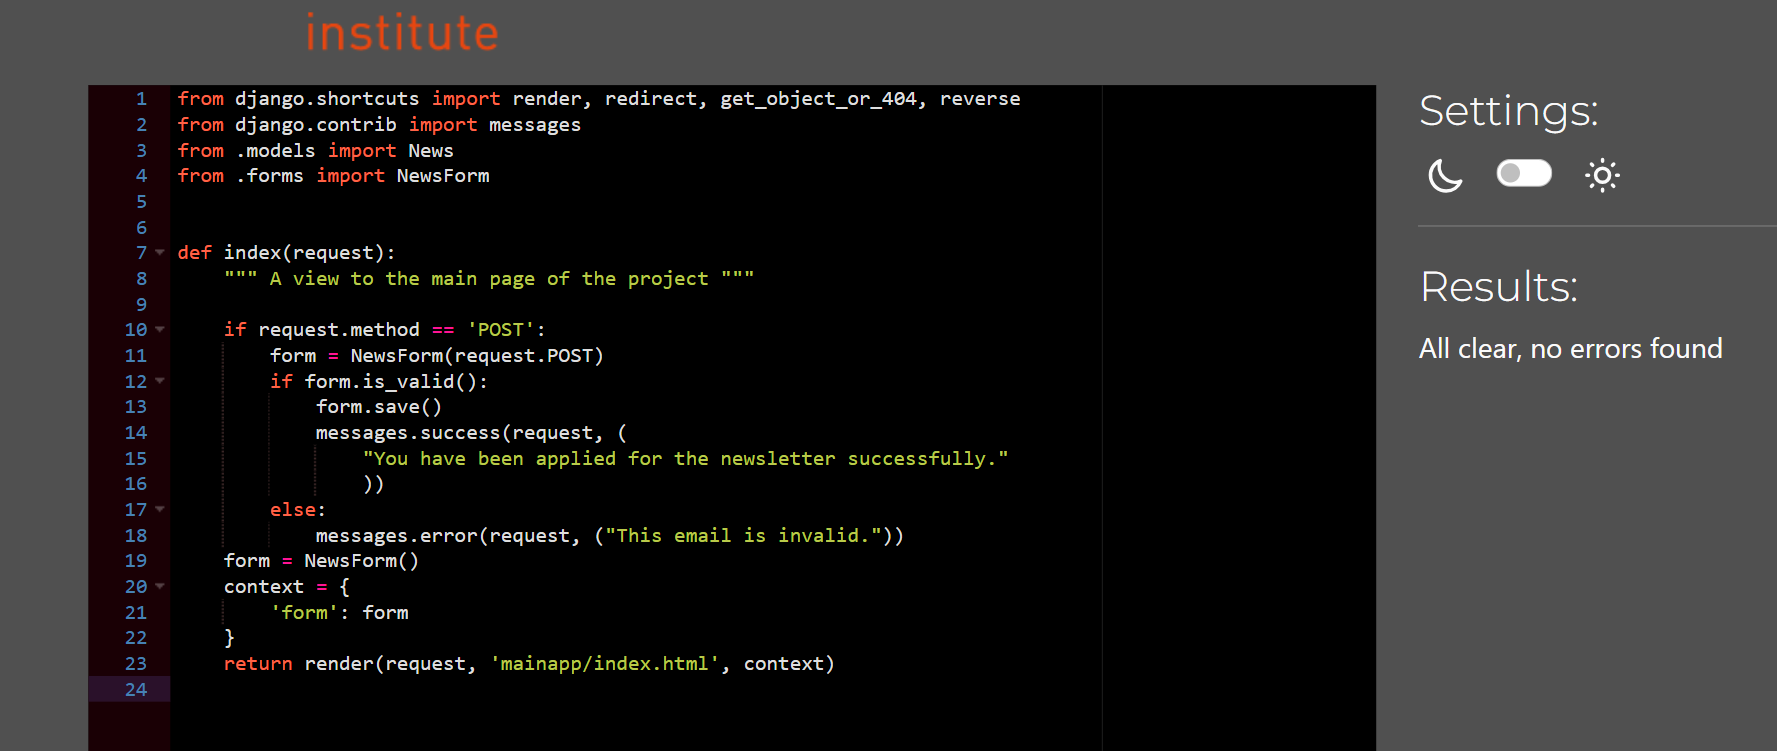 institute
1 from django.shortcuts import render, redirect, get_object_or_404, reverse
2 from django.contrib import messages
3 from .models import News
4 from .forms import NewsForm
5
6
7 def index(request):
8     """ A view to the main page of the project """
9
10     if request.method == 'POST':
11         form = NewsForm(request.POST)
12         if form.is_valid():
13             form.save()
14             messages.success(request, (
15                 "You have been applied for the newsletter successfully."
16                 ))
17         else:
18             messages.error(request, ("This email is invalid."))
19     form = NewsForm()
20     context = {
21         'form': form
22     }
23     return render(request, 'mainapp/index.html', context)
24
Settings:
Results:
All clear, no errors found